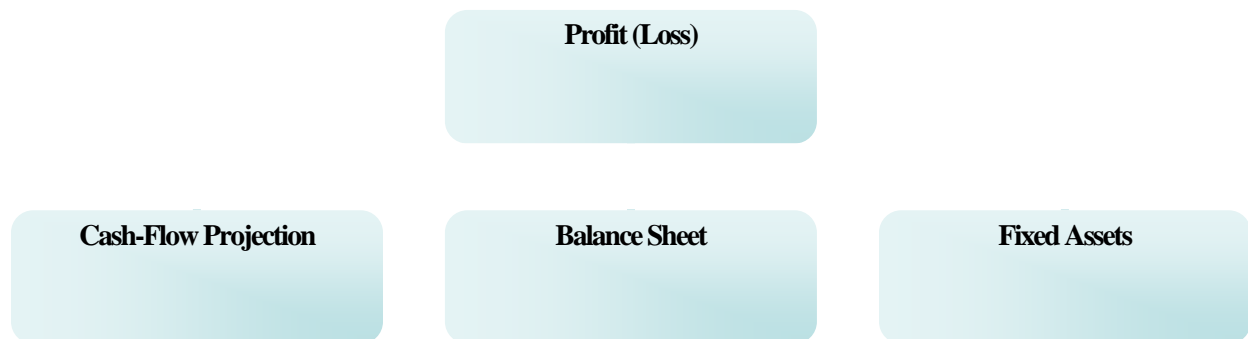 Profit (Loss)
Cash-Flow Projection
Balance Sheet
Fixed Assets